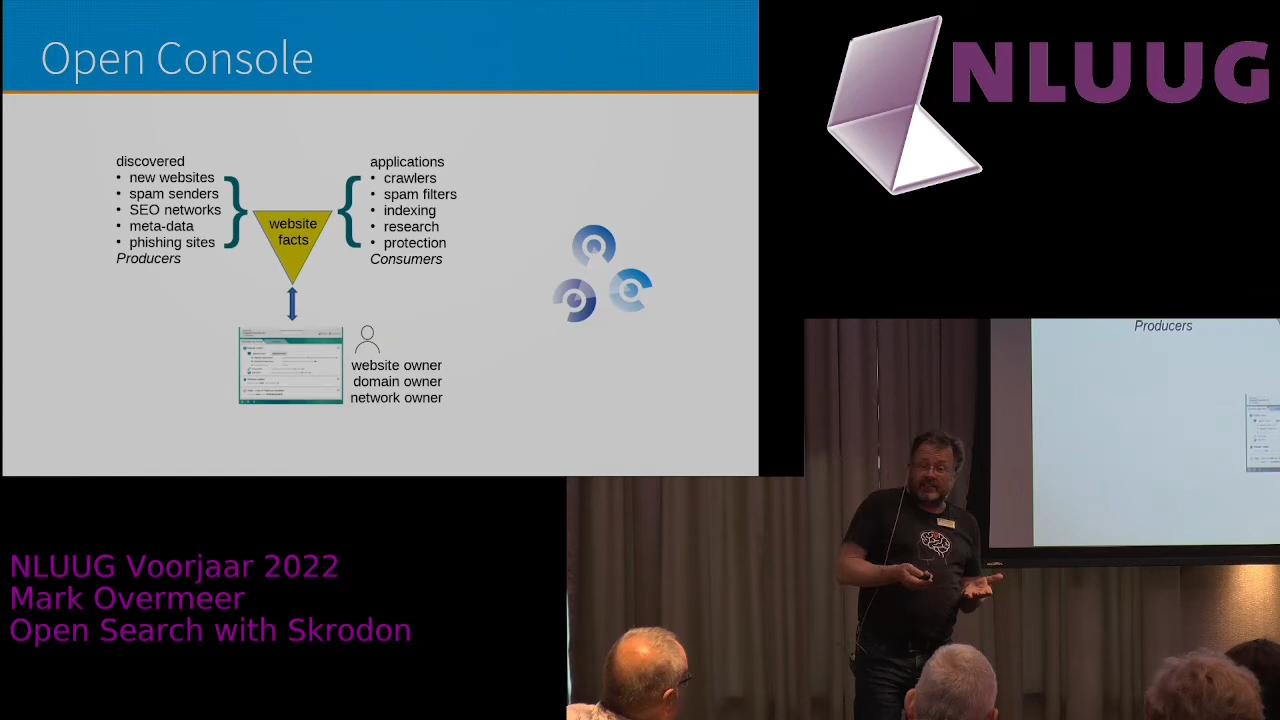 Open Console
NLUUG
discovered
• new websites
• spam senders
• SEO networks
• meta-data
• phishing sites
Producers
website
facts
applications
• crawlers
• spam filters
• indexing
• research
• protection
Consumers
website owner
domain owner
network owner
Producers
NLUUG Voorjaar 2022
Mark Overmeer
Open Search with Skrodon